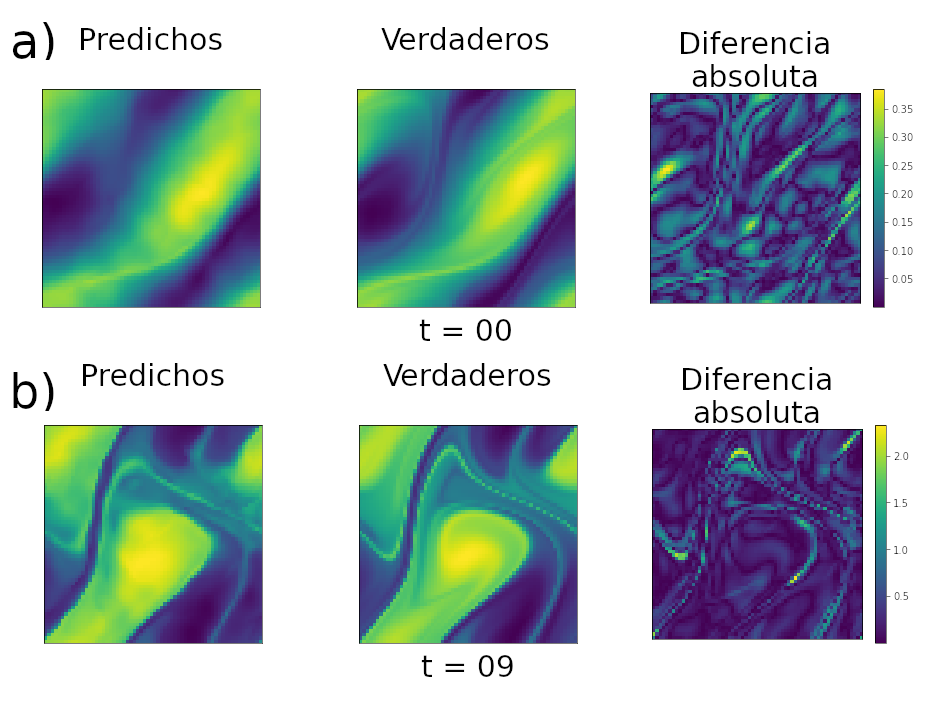 a) Predichos Verdaderos Diferencia
absoluta
0.35
0.30
0.25
0.20
0.15
0.10
0.05
t = 00
b) Predichos Verdaderos Diferencia
absoluta
2.0
1.5
1.0
0.5
t = 09